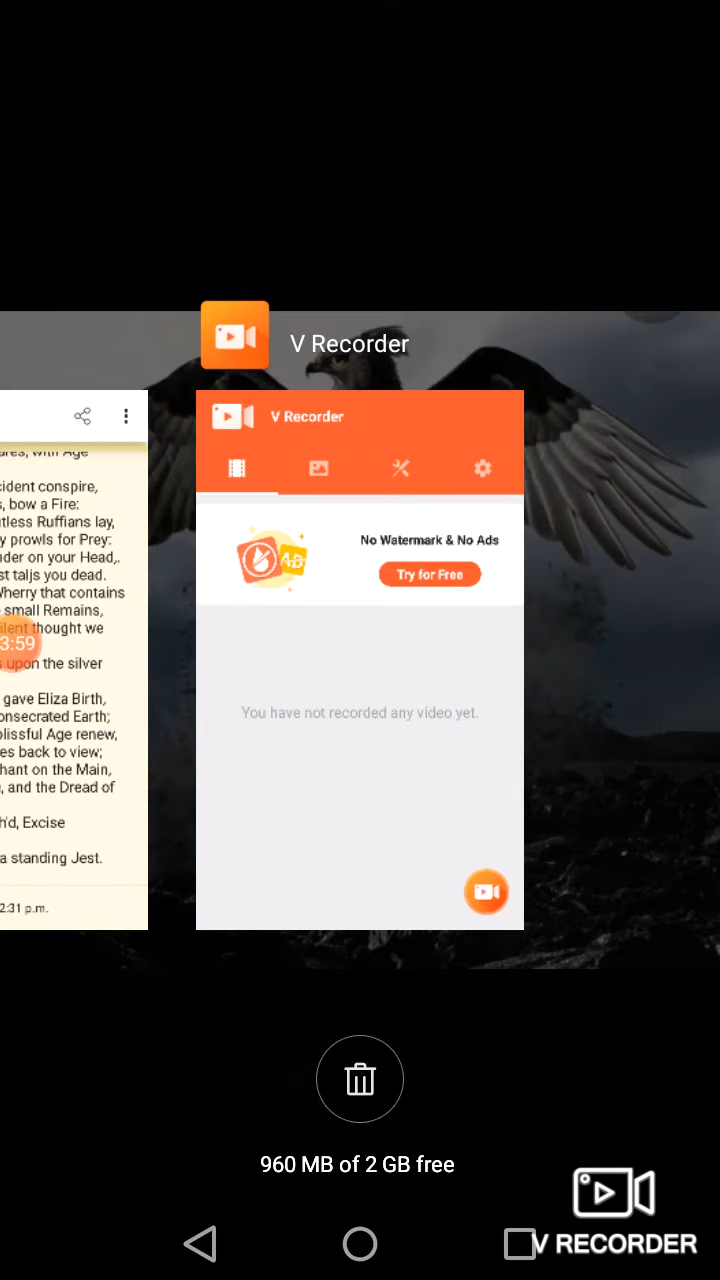 V Recorder
V Recorder
No Watermark & No Ads
AD
Try for Free
You have not recorded any video yet.
ares, with Age
cident conspire,
s, bow a Fire:
tless Ruffians lay,
y prowls for Prey:
nder on your Head,.
st taljs you dead.
Wherry that contains
small Remains,
ilent thought we
3:59
s upon the silver
gave Eliza Birth,
onsecrated Earth;
blissful Age renew,
es back to view;
hant on the Main,
, and the Dread of
h'd, Excise
a standing Jest.
2:31 p.m.
960 MB of 2 GB free
V RECORDER